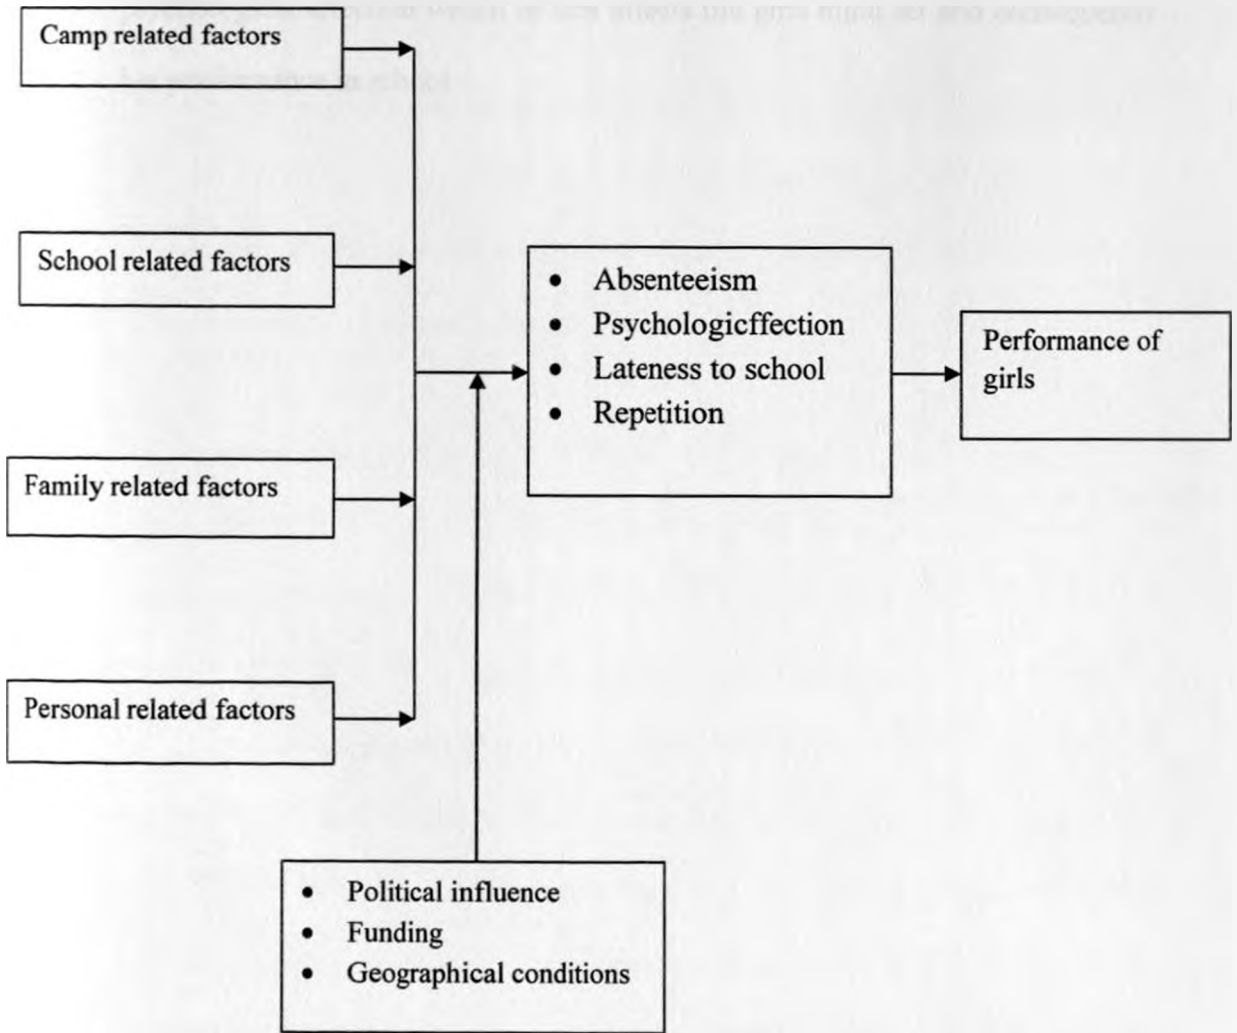 Camp related factors
School related factors
Family related factors
Personal related factors
• Absenteeism
• Psychologicffection
• Lateness to school
• Repetition
Performance of
girls
• Political influence
• Funding
• Geographical conditions